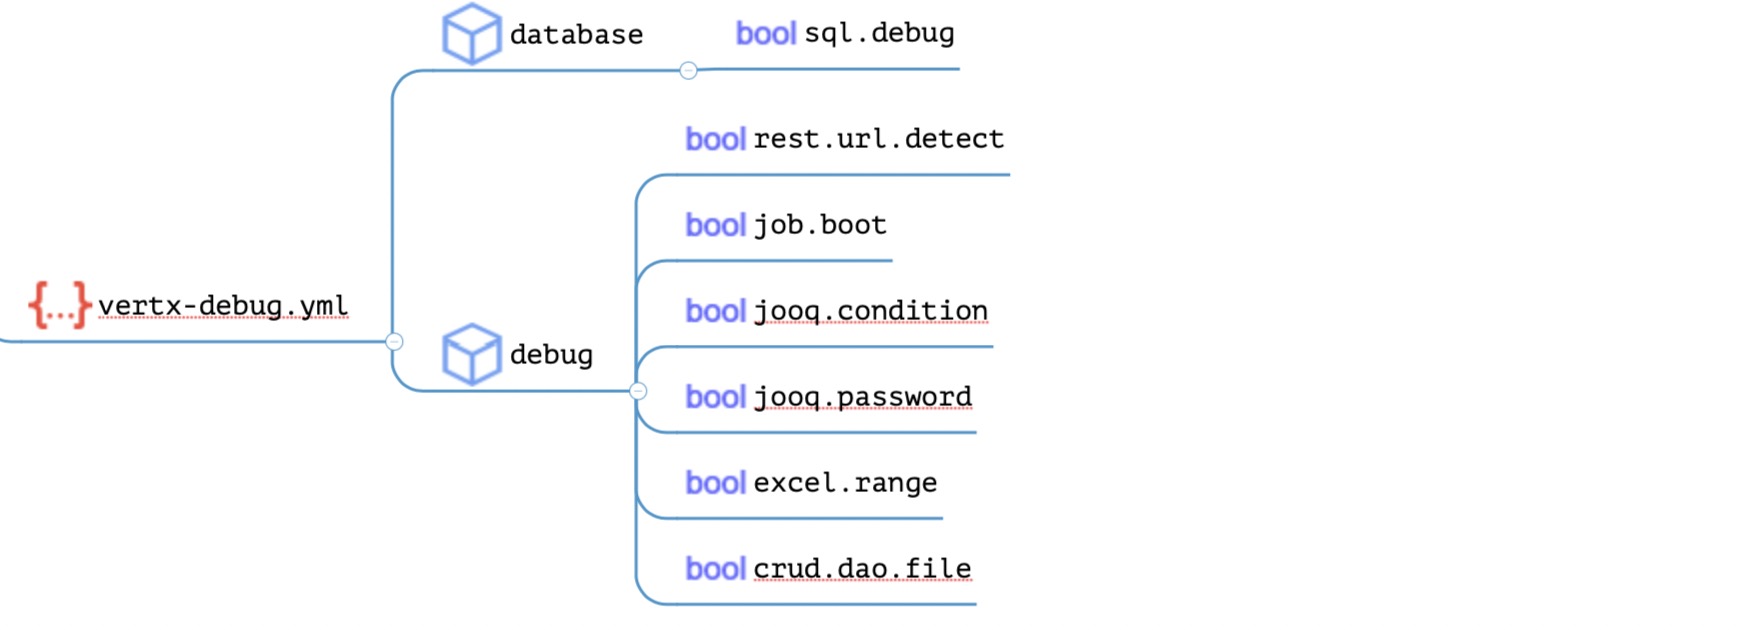 database
bool sql.debug
bool rest.url.detect
bool job.boot
{...} vertx-debug.yml
bool jooq.condition
debug
bool jooq.password
bool excel.range
bool crud.dao.file